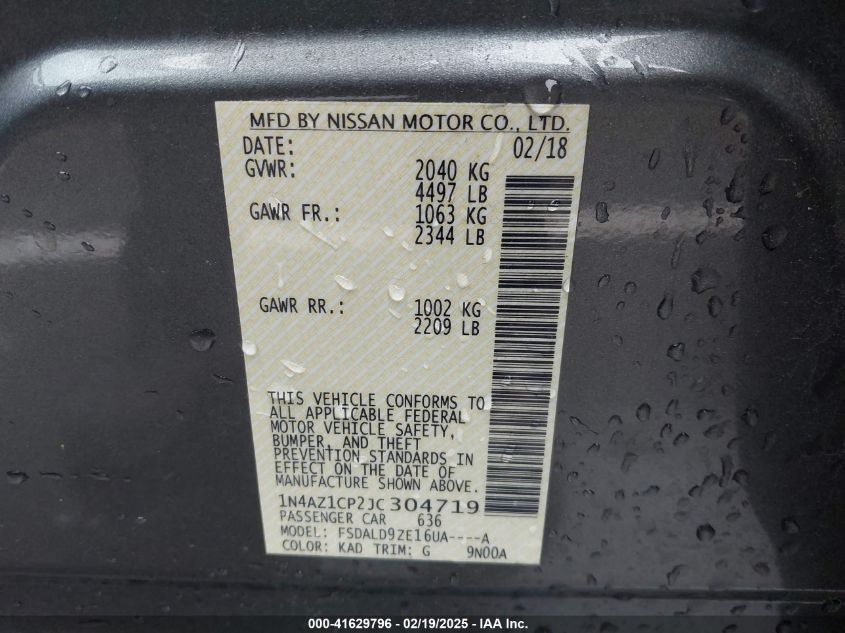 MFD BY NISSAN MOTOR CO., LTD.
DATE: 02/18
GVWR: 2040 KG
4497 LB
GAWR FR.: 1063 KG
2344 LB
GAWR RR.: 1002 KG
2209 LB
THIS VEHICLE CONFORMS TO
ALL APPLICABLE FEDERAL
MOTOR VEHICLE SAFETY,
BUMPER, AND THEFT
PREVENTION STANDARDS IN
EFFECT ON THE DATE OF
MANUFACTURE SHOWN ABOVE.
1N4AZ1CP2JC304719
PASSENGER CAR 636
MODEL: FSDALD9ZE16UA----A
COLOR: KAD TRIM: G 9N00A
000-41629796 - 02/19/2025 - IAA Inc.